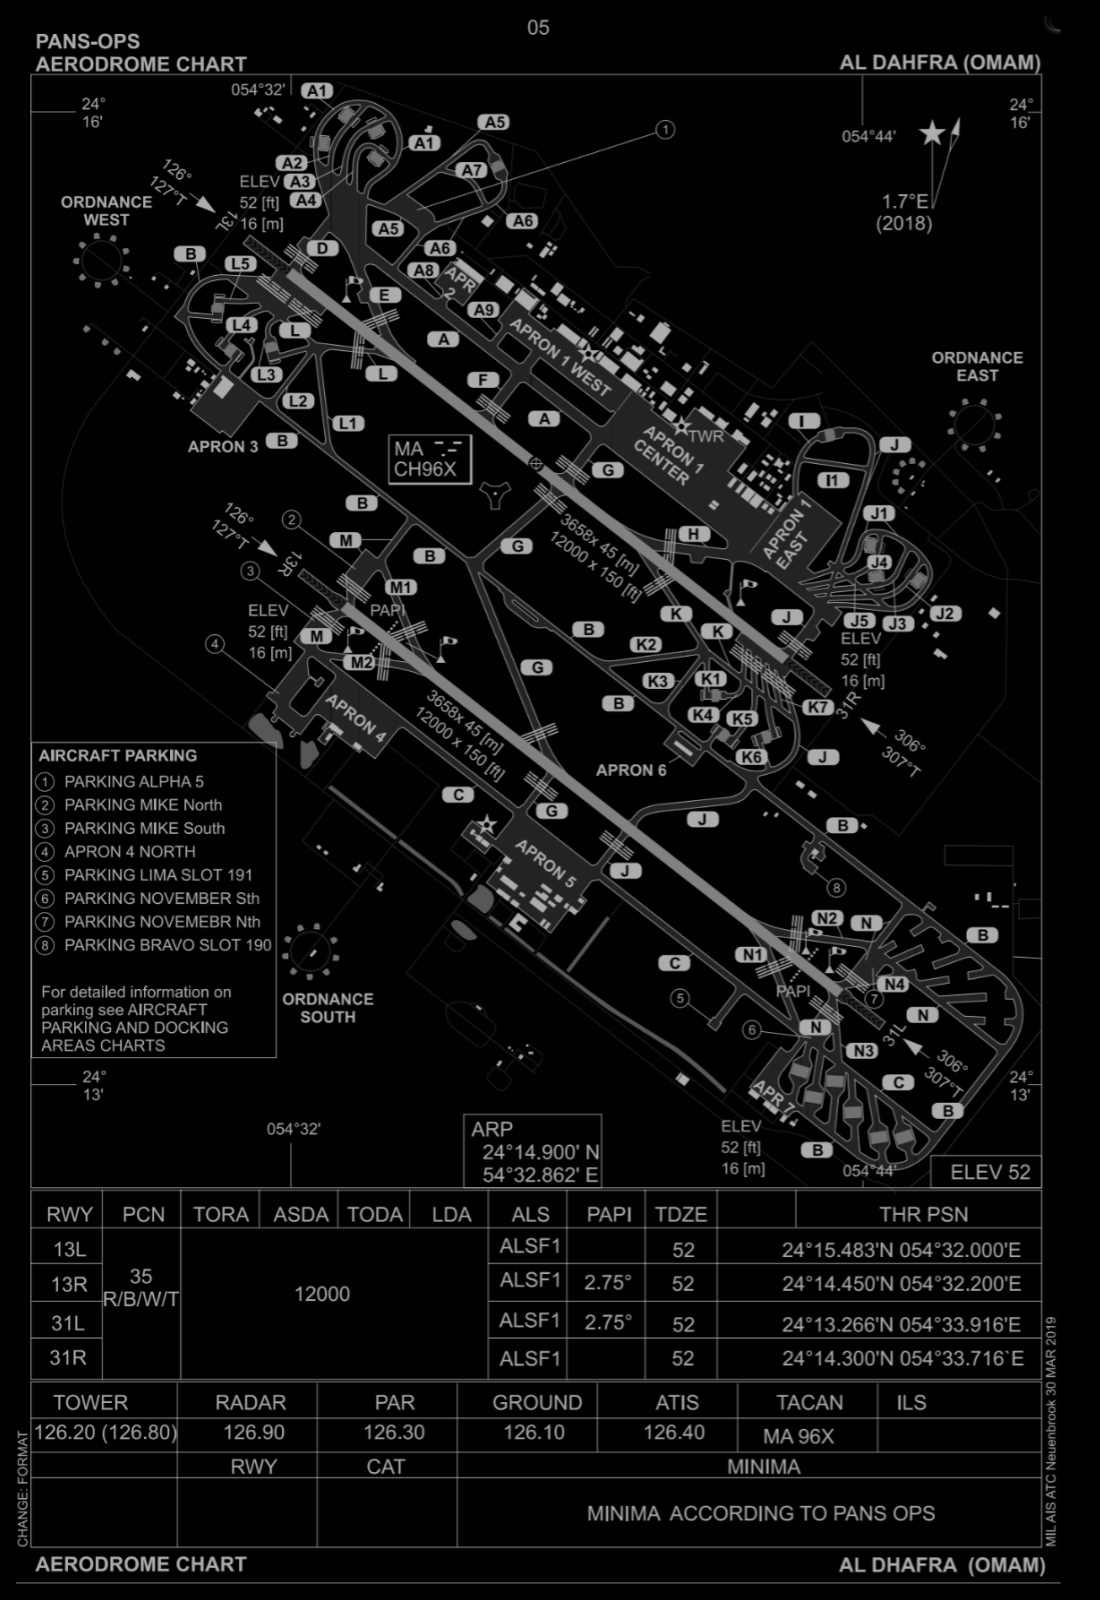 05
PANS-OPS
AERODROME CHART
AL DAHFRA (OMAM)
054°32'
A1
24°
16'
24°
16'
054°44'
A5
1
A1
A2
A7
126°
127°T
ELEV
52 [ft]
16 [m]
A3
A4
13L
ORDNANCE
WEST
1.7°E
(2018)
A6
A5
D
A6
B
L5
A8
APR
2
E
A9
L4
L
A
APRON 1 WEST
ORDNANCE
EAST
L3
L
F
L2
A
I
L1
TWR
APRON 3
B
J
APRON 1
CENTER
MA
CH96X
G
I1
B
126°
127°T
2
J1
APRON 1
EAST
3658x 45 [m]
12000 x 150 [ft]
M
H
G
13R
B
J4
3
M1
ELEV
52 [ft]
16 [m]
PAPI
K
J
J5
J3
J2
B
K
ELEV
52 [ft]
16 [m]
M
4
K2
M2
G
K3
K1
B
K7
31R
3658x 45 [m]
12000 x 150 [ft]
K4
K5
APRON 4
306°
307°T
K6
J
APRON 6
AIRCRAFT PARKING
1 PARKING ALPHA 5
2 PARKING MIKE North
3 PARKING MIKE South
4 APRON 4 NORTH
5 PARKING LIMA SLOT 191
6 PARKING NOVEMBER Sth
7 PARKING NOVEMEBR Nth
8 PARKING BRAVO SLOT 190
For detailed information on
parking see AIRCRAFT
PARKING AND DOCKING
AREAS CHARTS
C
G
J
B
APRON 5
J
8
N2
N
B
N1
C
PAPI
N4
ORDNANCE
SOUTH
5
7
N
6
N
31L
N3
306°
307°T
24°
13'
24°
13'
C
APR 7
B
054°32'
ARP
24°14.900' N
54°32.862' E
ELEV
52 [ft]
16 [m]
B
054°44'
ELEV 52
RWY PCN TORA ASDA TODA LDA ALS PAPI TDZE THR PSN
13L ALSF1 52 24°15.483'N 054°32.000'E
35
R/B/W/T
12000
13R ALSF1 2.75° 52 24°14.450'N 054°32.200'E
31L ALSF1 2.75° 52 24°13.266'N 054°33.916'E
31R ALSF1 52 24°14.300'N 054°33.716`E
TOWER RADAR PAR GROUND ATIS TACAN ILS
126.20 (126.80) 126.90 126.30 126.10 126.40 MA 96X
RWY CAT MINIMA
MINIMA ACCORDING TO PANS OPS
CHANGE: FORMAT
MIL AIS ATC Neuenbrook 30 MAR 2019
AERODROME CHART
AL DHAFRA (OMAM)